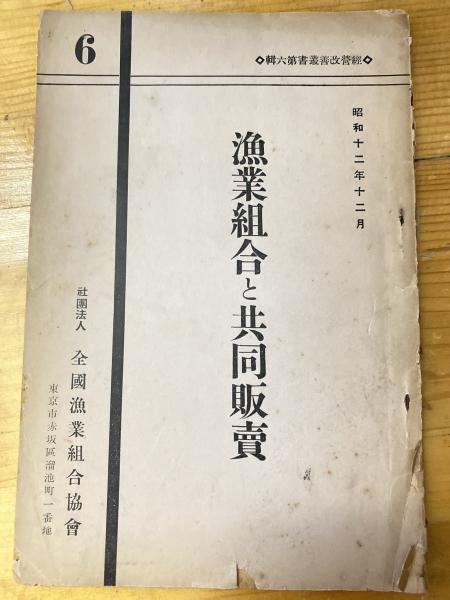 ◇經營改善叢書第六輯◇
6
昭和十二年十二月
漁業組合と共同販賣
社團法人 全國漁業組合協會
東京市赤坂區溜池町一番地